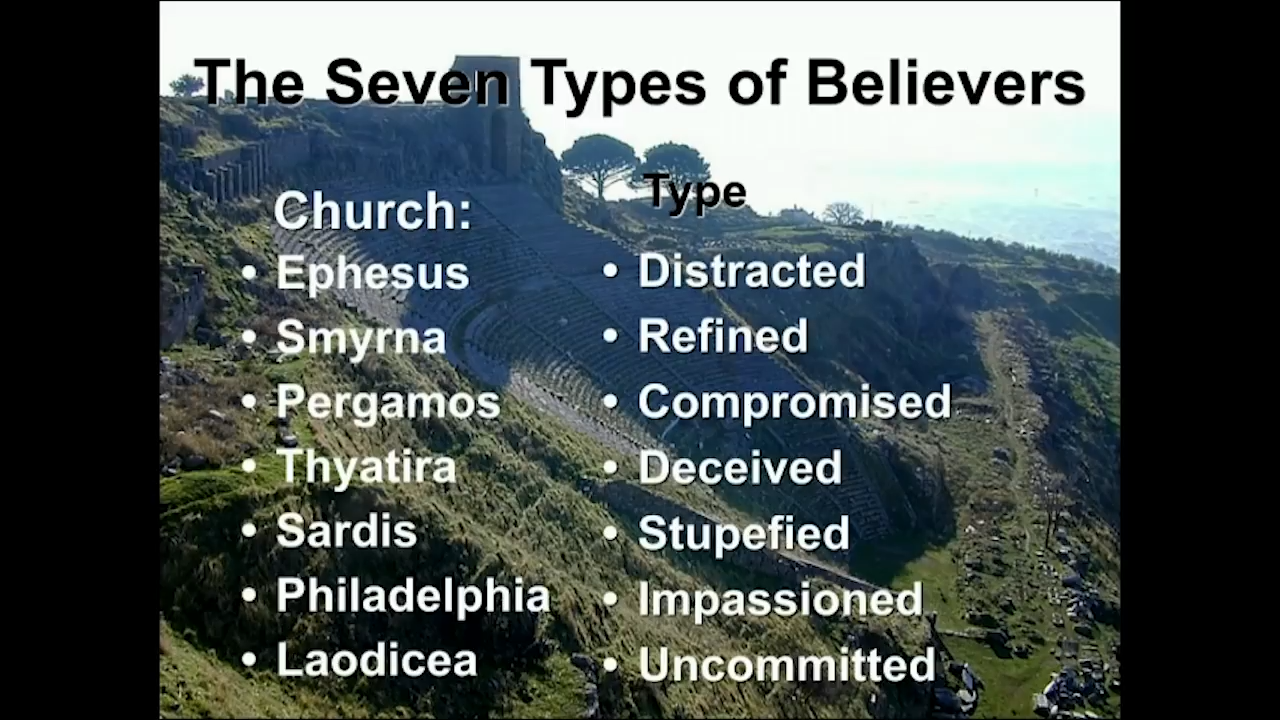 The Seven Types of Believers
Church:
• Ephesus
• Smyrna
• Pergamos
• Thyatira
• Sardis
• Philadelphia
• Laodicea
Type
• Distracted
• Refined
• Compromised
• Deceived
• Stupefied
• Impassioned
• Uncommitted